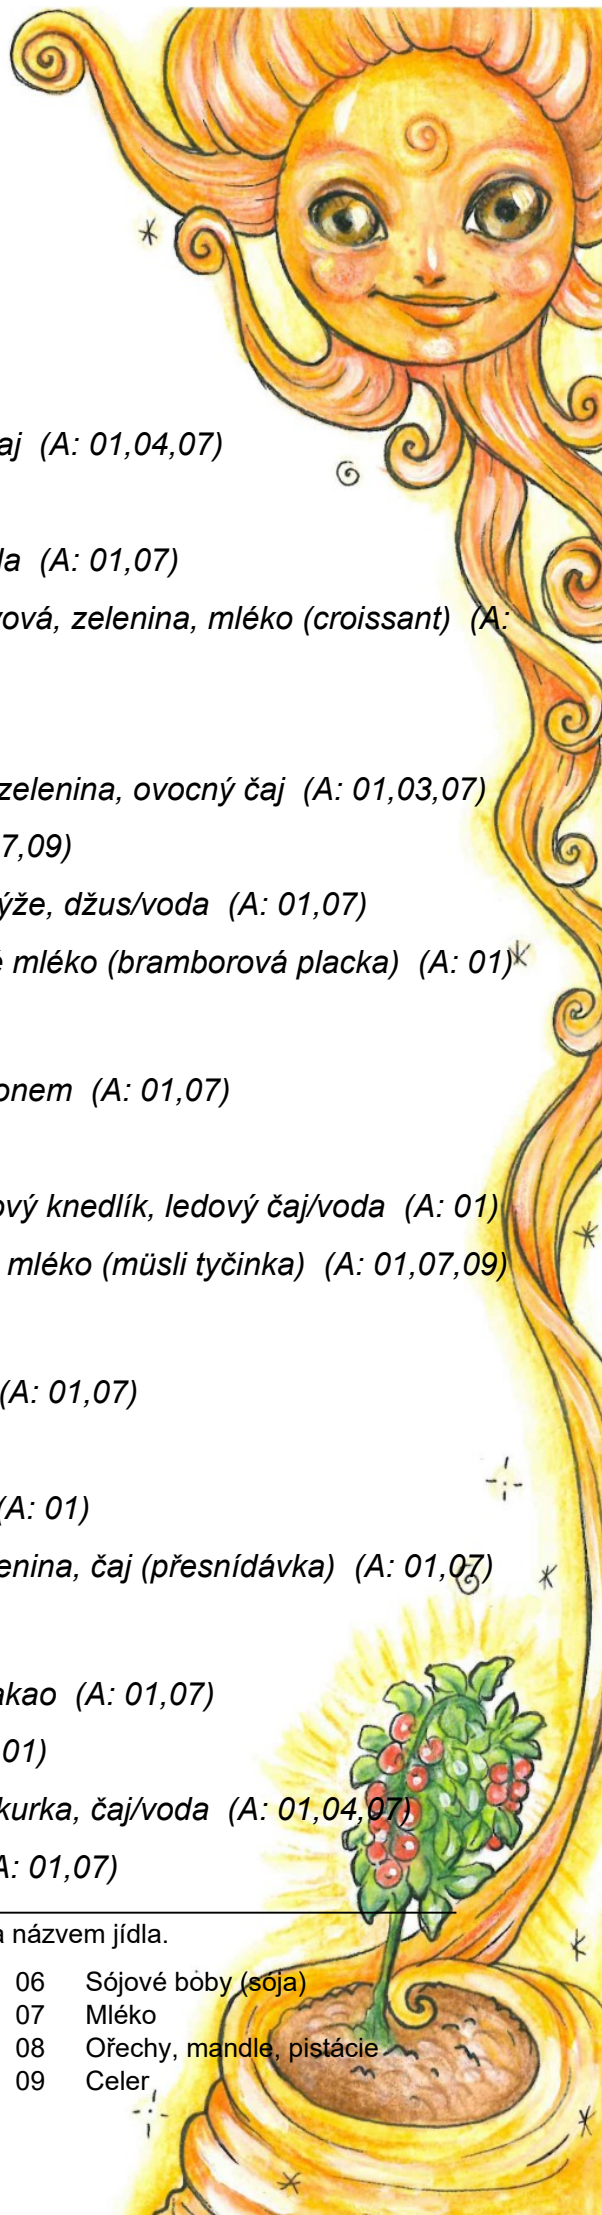 aj (A: 01,04,07)
la (A: 01,07)
vová, zelenina, mléko (croissant) (A:
zelenina, ovocný čaj (A: 01,03,07)
7,09)
ýže, džus/voda (A: 01,07)
é mléko (bramborová placka) (A: 01)
onem (A: 01,07)
ový knedlík, ledový čaj/voda (A: 01)
mléko (müsli tyčinka) (A: 01,07,09)
(A: 01,07)
(A: 01)
enina, čaj (přesnídávka) (A: 01,07)
akao (A: 01,07)
01)
kurka, čaj/voda (A: 01,04,07)
A: 01,07)
a názvem jídla.
06 Sójové boby (sója)
07 Mléko
08 Ořechy, mandle, pistácie
09 Celer